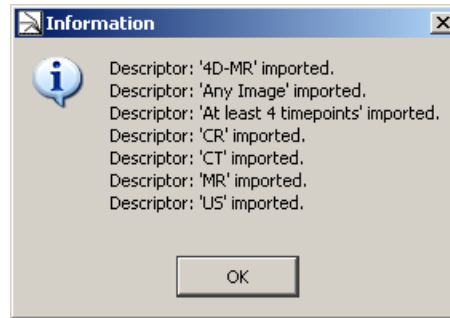 Information
Descriptor: '4D-MR' imported.
Descriptor: 'Any Image' imported.
Descriptor: 'At least 4 timepoints' imported.
Descriptor: 'CR' imported.
Descriptor: 'CT' imported.
Descriptor: 'MR' imported.
Descriptor: 'US' imported.
OK